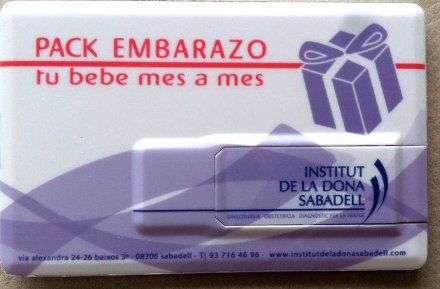 PACK EMBARAZO
tu bebe mes a mes
INSTITUT
DE LA DONA
SABADELL
GINECOLOGIA · OBSTETRICIA · DIAGNOSTIC PER LA IMATGE
via alexandra 24-26 baixos 3ª · 08206 sabadell · T| 93 716 46 96 · www.institutdeladonasabadell.com